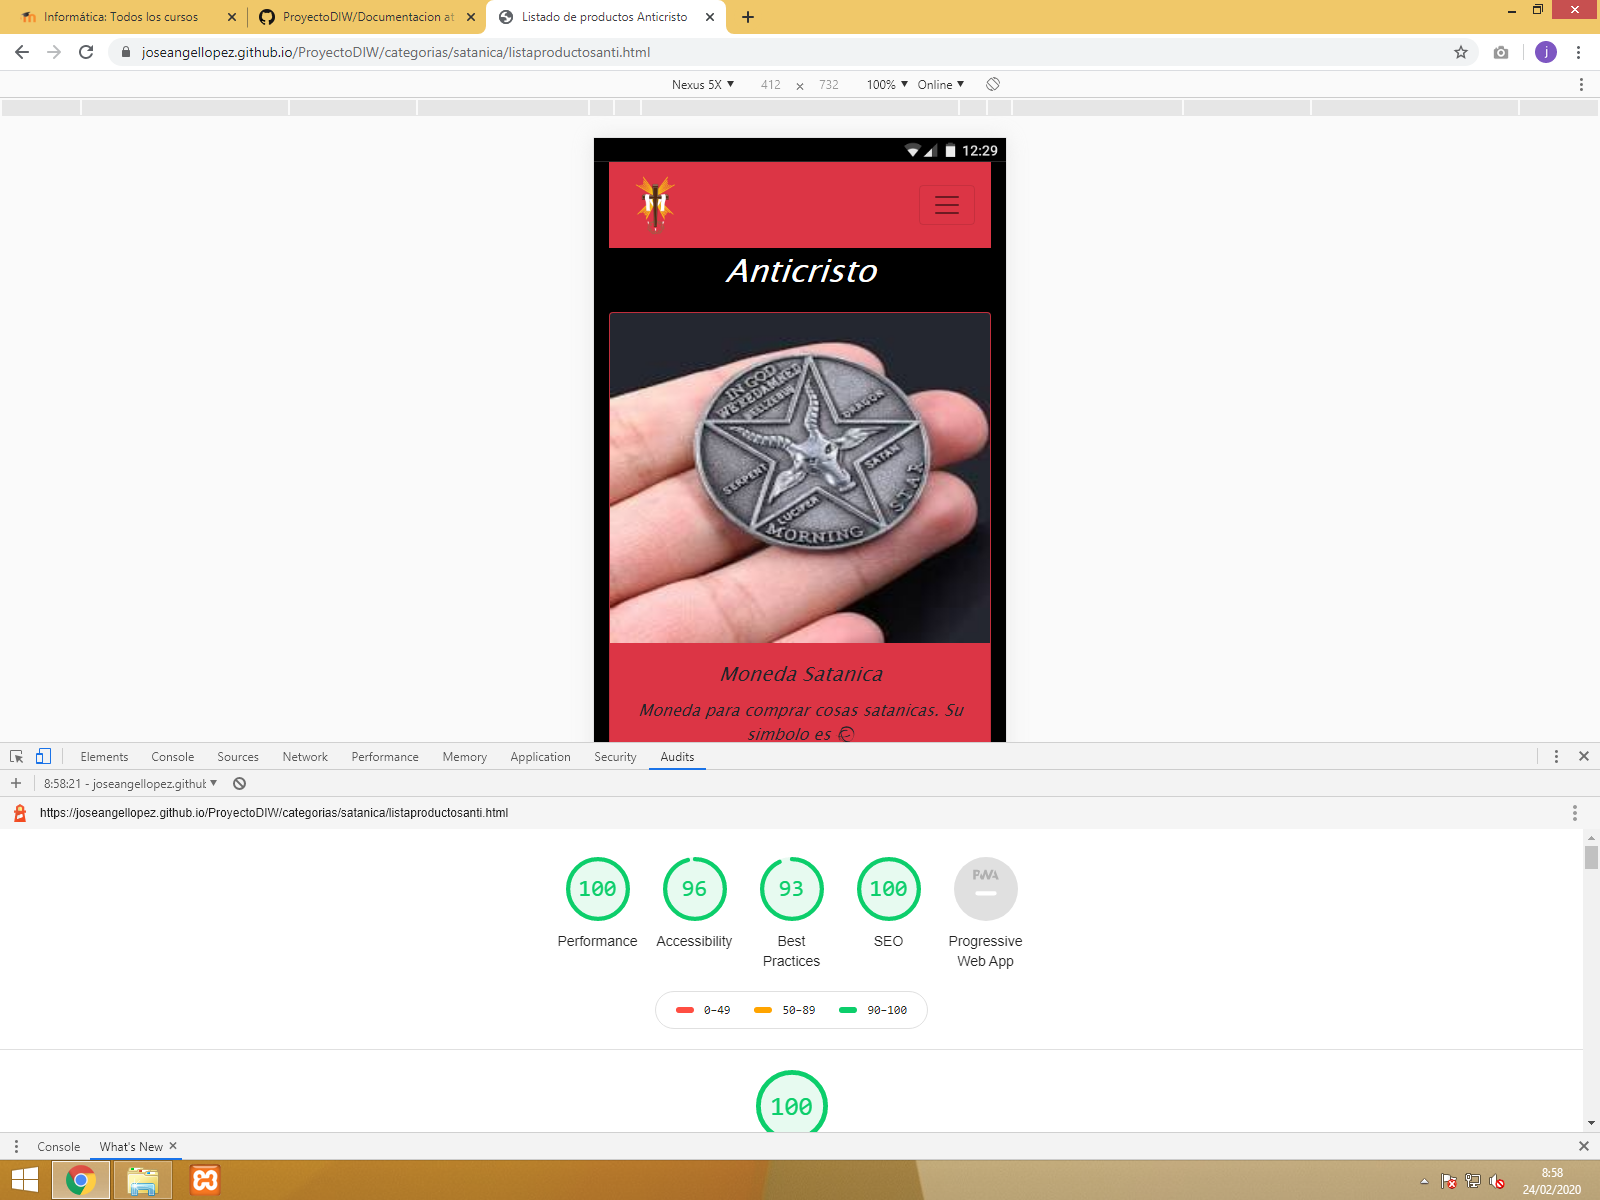 Informática: Todos los cursos
ProyectoDIW/Documentacion at
Listado de productos Anticristo
joseangellopez.github.io/ProyectoDIW/categorias/satanica/listaproductosanti.html
j
Nexus 5X 412 × 732 100% Online
12:29
Anticristo
IN GOD
WE'RE DAMNED
BELZEBUB
DRAGON
SERPENT
SATAN
LUCIFER
MORNING STAR
Moneda Satanica
Moneda para comprar cosas satanicas. Su
simbolo es
Elements Console Sources Network Performance Memory Application Security Audits
8:58:21 - joseangellopez.github
https://joseangellopez.github.io/ProyectoDIW/categorias/satanica/listaproductosanti.html
100 96 93 100 PWA
Performance Accessibility Best Practices SEO Progressive Web App
0–49 50–89 90–100
100
Console What's New
8:58
24/02/2020